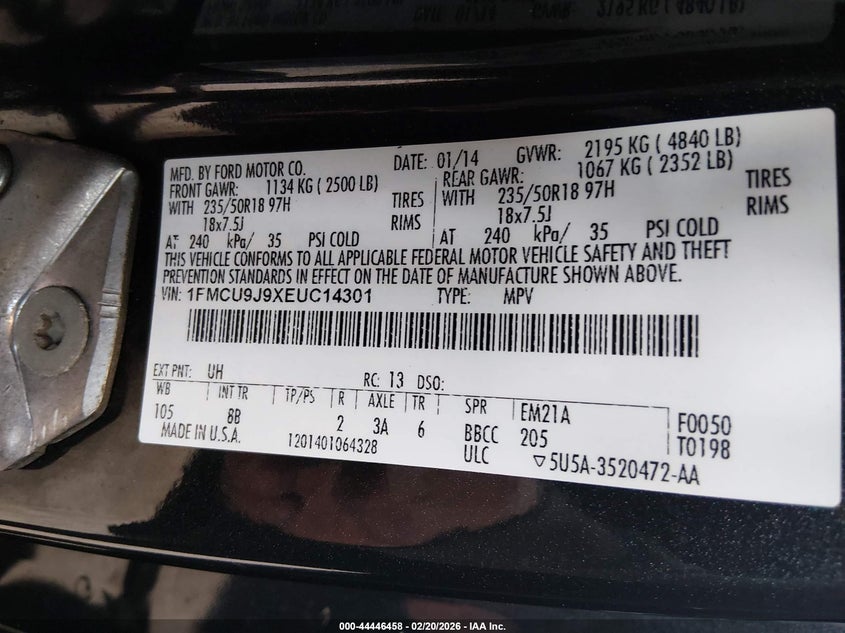 MFD. BY FORD MOTOR CO. DATE: 01/14 GVWR: 2195 KG ( 4840 LB)
FRONT GAWR: 1134 KG ( 2500 LB) REAR GAWR: 1067 KG ( 2352 LB)
WITH 235/50R18 97H TIRES WITH 235/50R18 97H TIRES
18x7.5J RIMS 18x7.5J RIMS
AT 240 kPa/ 35 PSI COLD AT 240 kPa/ 35 PSI COLD
THIS VEHICLE CONFORMS TO ALL APPLICABLE FEDERAL MOTOR VEHICLE SAFETY AND THEFT
PREVENTION STANDARDS IN EFFECT ON THE DATE OF MANUFACTURE SHOWN ABOVE.
VIN: 1FMCU9J9XEUC14301 TYPE: MPV
EXT PNT: UH RC: 13 DSO:
WB INT TR TP/PS R AXLE TR SPR EM21A F0050
105 8B 2 3A 6 BBCC 205 T0198
MADE IN U.S.A. 1201401064328 ULC ▽5U5A-3520472-AA
000-44446458 - 02/20/2026 - IAA Inc.